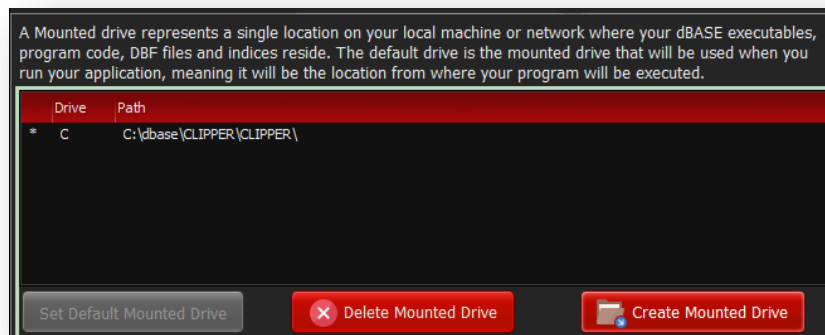 A Mounted drive represents a single location on your local machine or network where your dBASE executables,
program code, DBF files and indices reside. The default drive is the mounted drive that will be used when you
run your application, meaning it will be the location from where your program will be executed.
Drive Path
* C C:\dbase\CLIPPER\CLIPPER\
Set Default Mounted Drive Delete Mounted Drive Create Mounted Drive